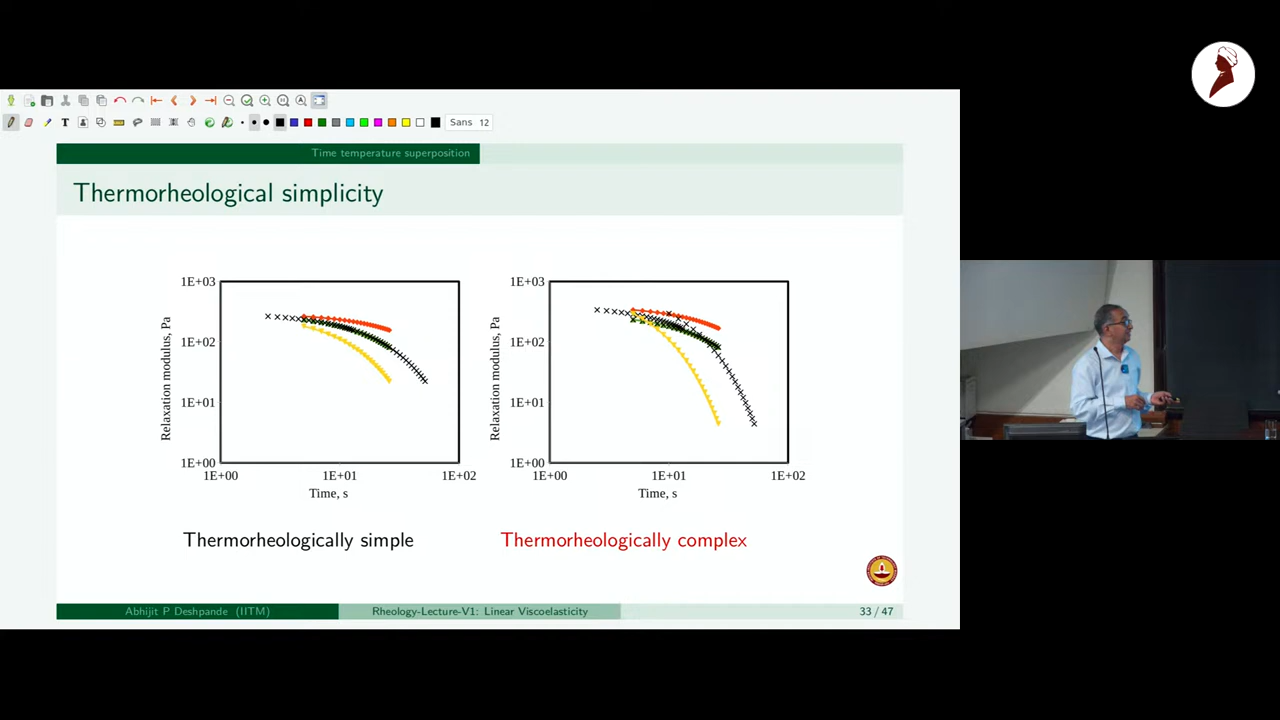 Sans 12
Time temperature superposition
Thermorheological simplicity
1E+03
1E+02
1E+01
1E+00
1E+00 1E+01 1E+02
Relaxation modulus, Pa
Time, s
1E+03
1E+02
1E+01
1E+00
1E+00 1E+01 1E+02
Relaxation modulus, Pa
Time, s
Thermorheologically simple
Thermorheologically complex
Abhijit P Deshpande (IITM)
Rheology-Lecture-V1: Linear Viscoelasticity
33 / 47